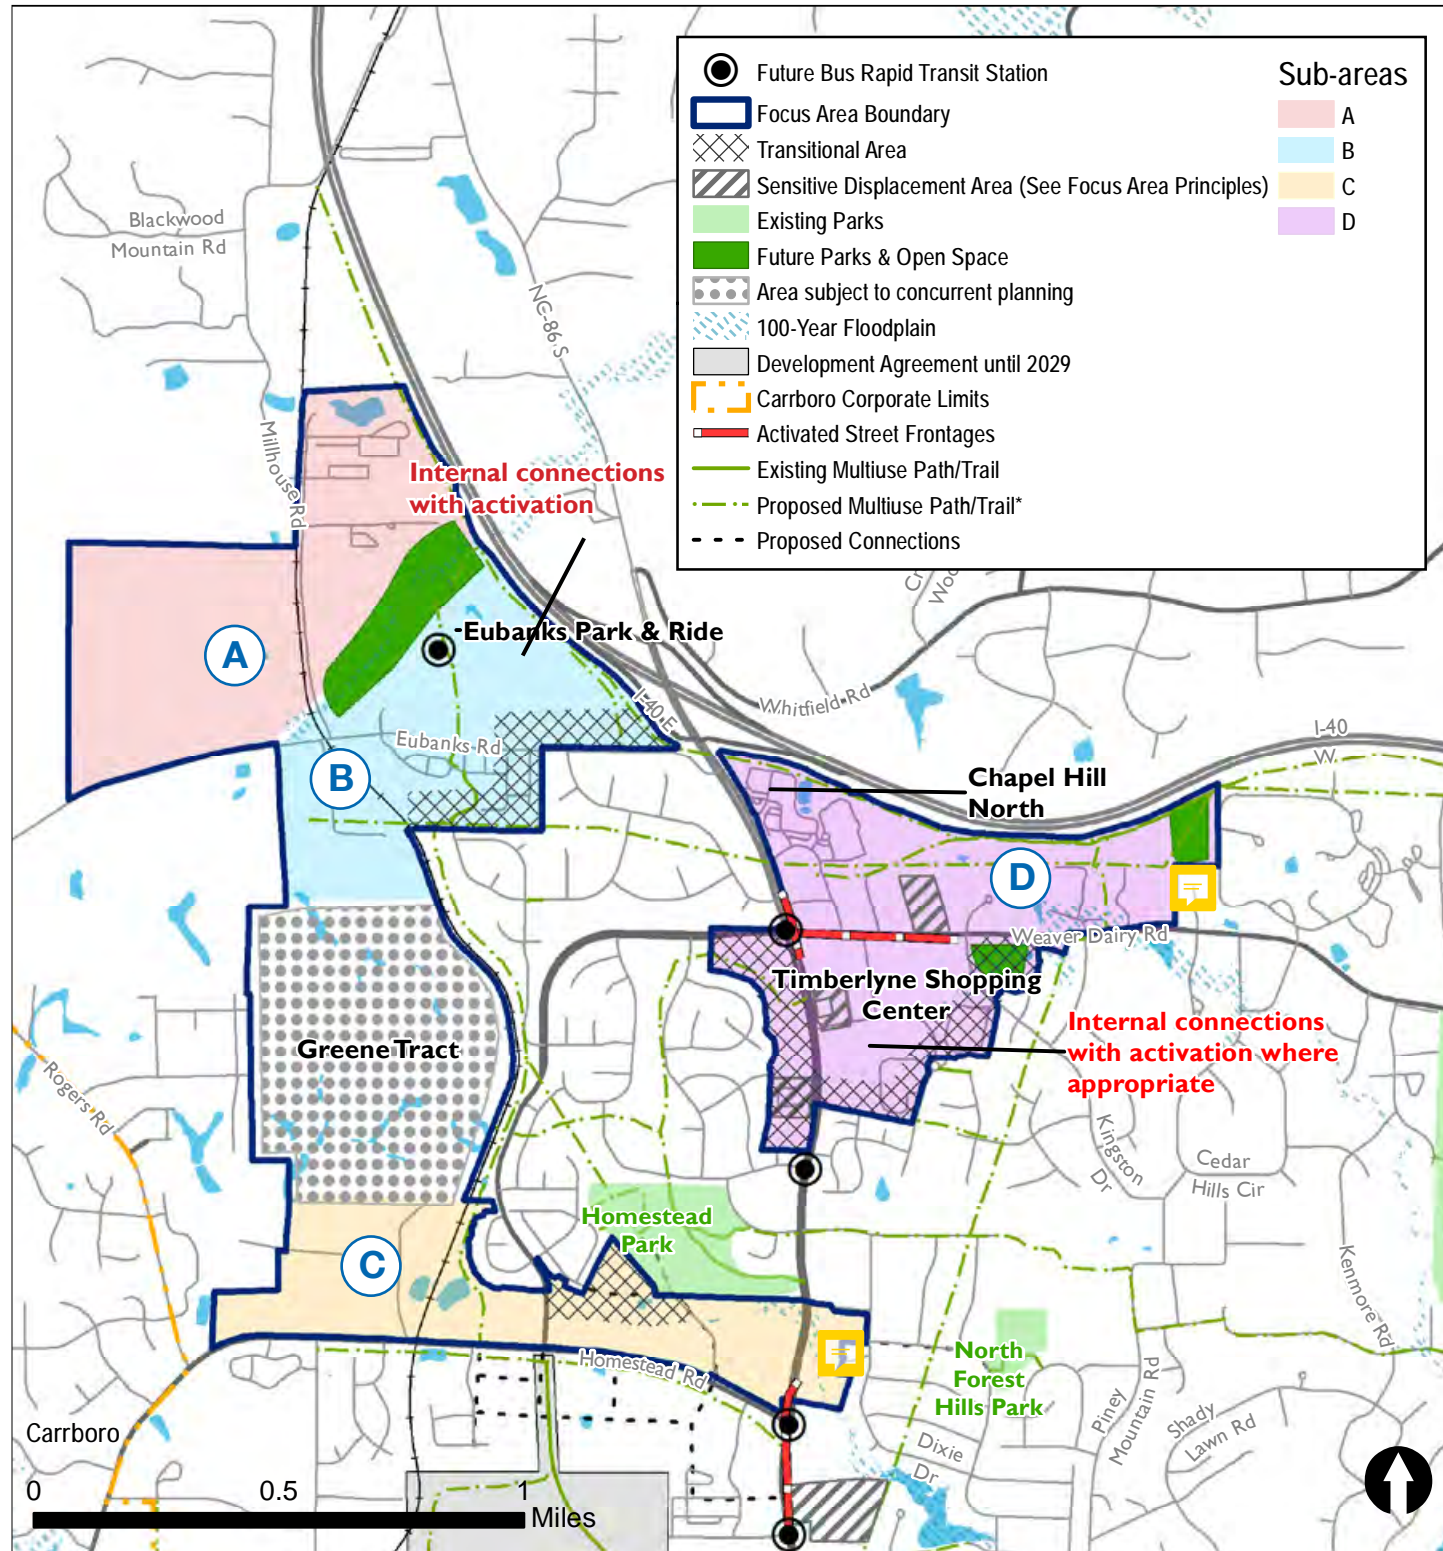 Future Bus Rapid Transit Station
Focus Area Boundary
Transitional Area
Sensitive Displacement Area (See Focus Area Principles)
Existing Parks
Future Parks & Open Space
Area subject to concurrent planning
100-Year Floodplain
Development Agreement until 2029
Carrboro Corporate Limits
Activated Street Frontages
Existing Multiuse Path/Trail
Proposed Multiuse Path/Trail*
Proposed Connections
Sub-areas
A
B
C
D
Blackwood
Mountain Rd
NC-86 S
Millhouse Rd
Internal connections
with activation
-Eubanks Park & Ride
A
Whitfield Rd
I-40 E
I-40
W
Eubanks Rd
B
Chapel Hill
North
D
Weaver Dairy Rd
Timberlyne Shopping
Center
Internal connections
with activation where
appropriate
Greene Tract
Rogers Rd
Kingston
Dr
Cedar
Hills Cir
Homestead
Park
C
Kenmore Rd
Homestead Rd
North
Forest
Hills Park
Piney
Mountain Rd
Shady
Lawn Rd
Dixie
Dr
Carrboro
0
0.5
1
Miles